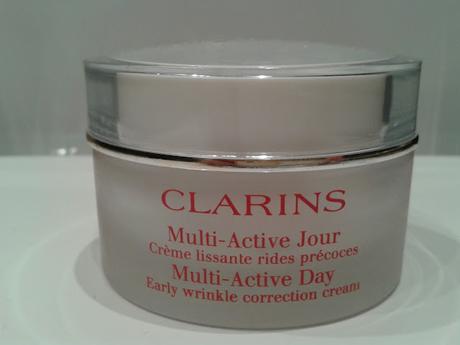 CLARINS
Multi-Active Jour
Crème lissante rides précoces
Multi-Active Day
Early wrinkle correction cream